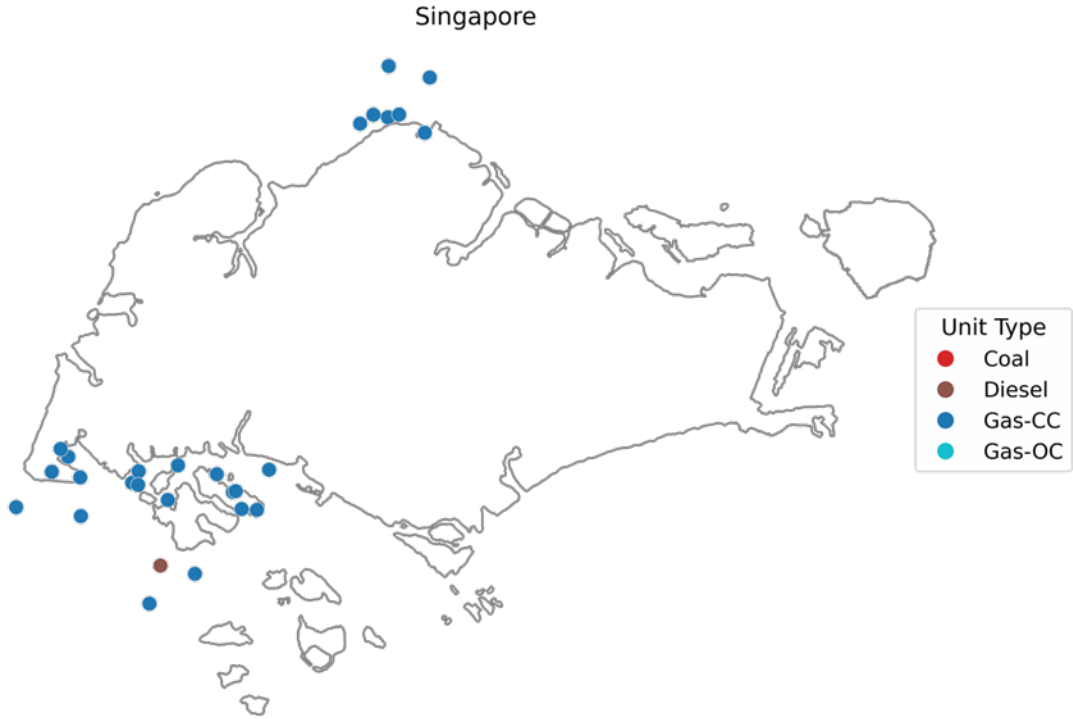 Singapore
Unit Type
Coal
Diesel
Gas-CC
Gas-OC